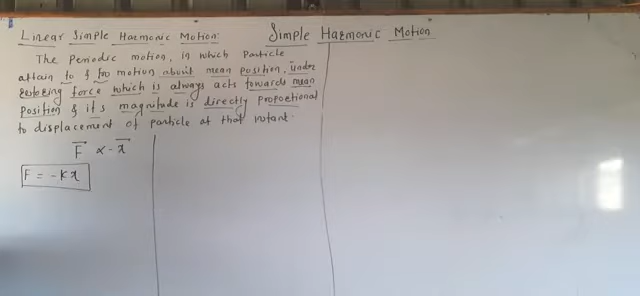 Linear Simple Harmonic Motion:
Simple Harmonic Motion
The Periodic motion, in which Particle
attain to & fro motion about mean position, under
restoring force which is always acts towards mean
Position & it's magnitude is directly propoetional
to displacement of particle at that instant.
F ∝ -x
F = -Kx